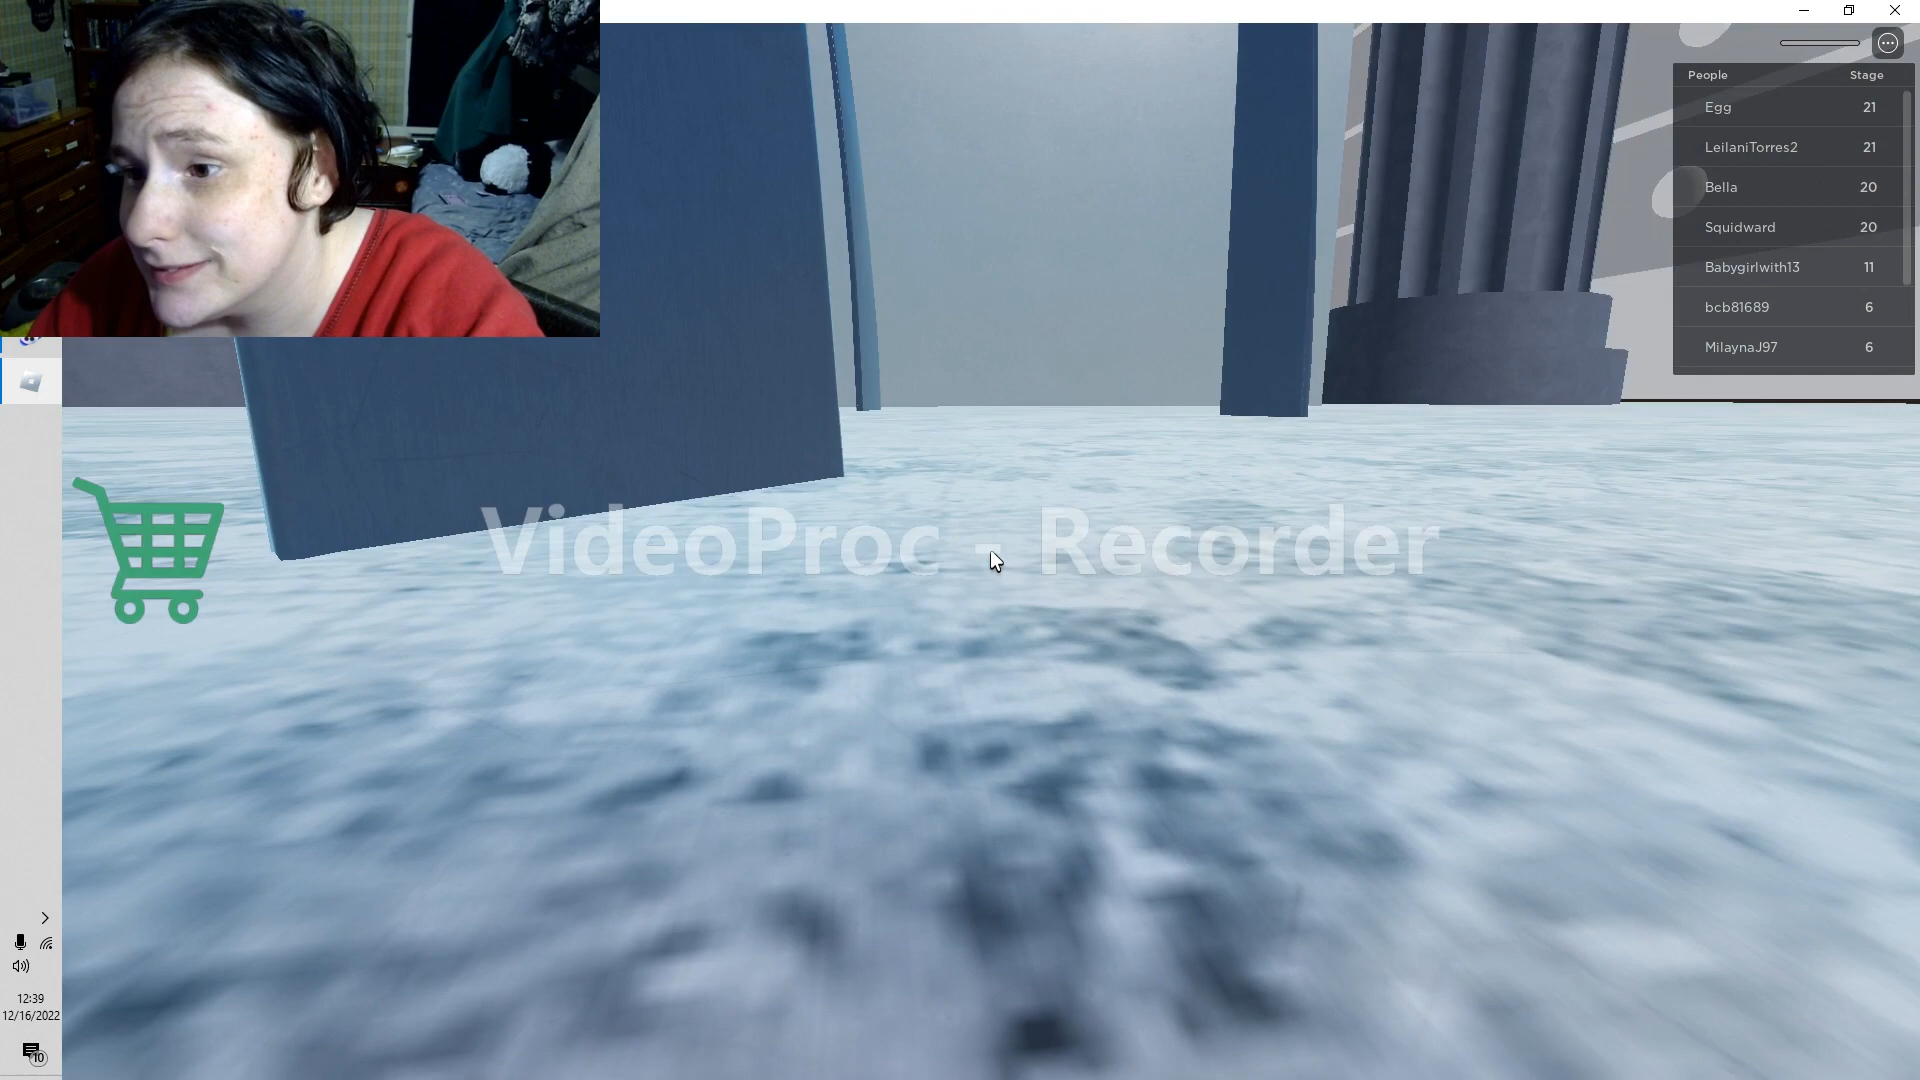 People Stage
Egg 21
LeilaniTorres2 21
Bella 20
Squidward 20
Babygirlwith13 11
bcb81689 6
MilaynaJ97 6
VideoProc - Recorder
12:39
12/16/2022
10